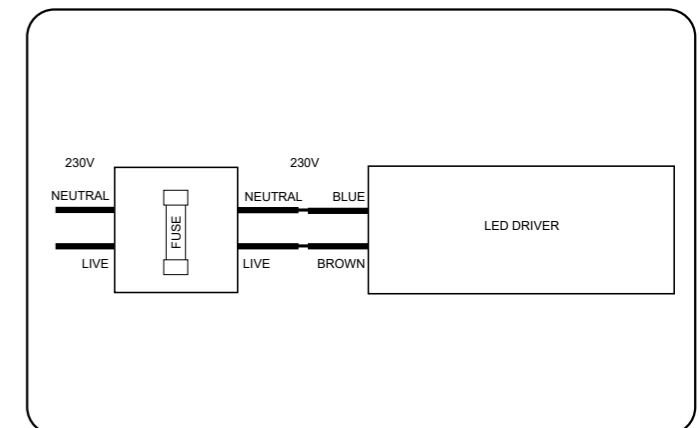 230V
230V
NEUTRAL
NEUTRAL
BLUE
FUSE
LED DRIVER
LIVE
LIVE
BROWN